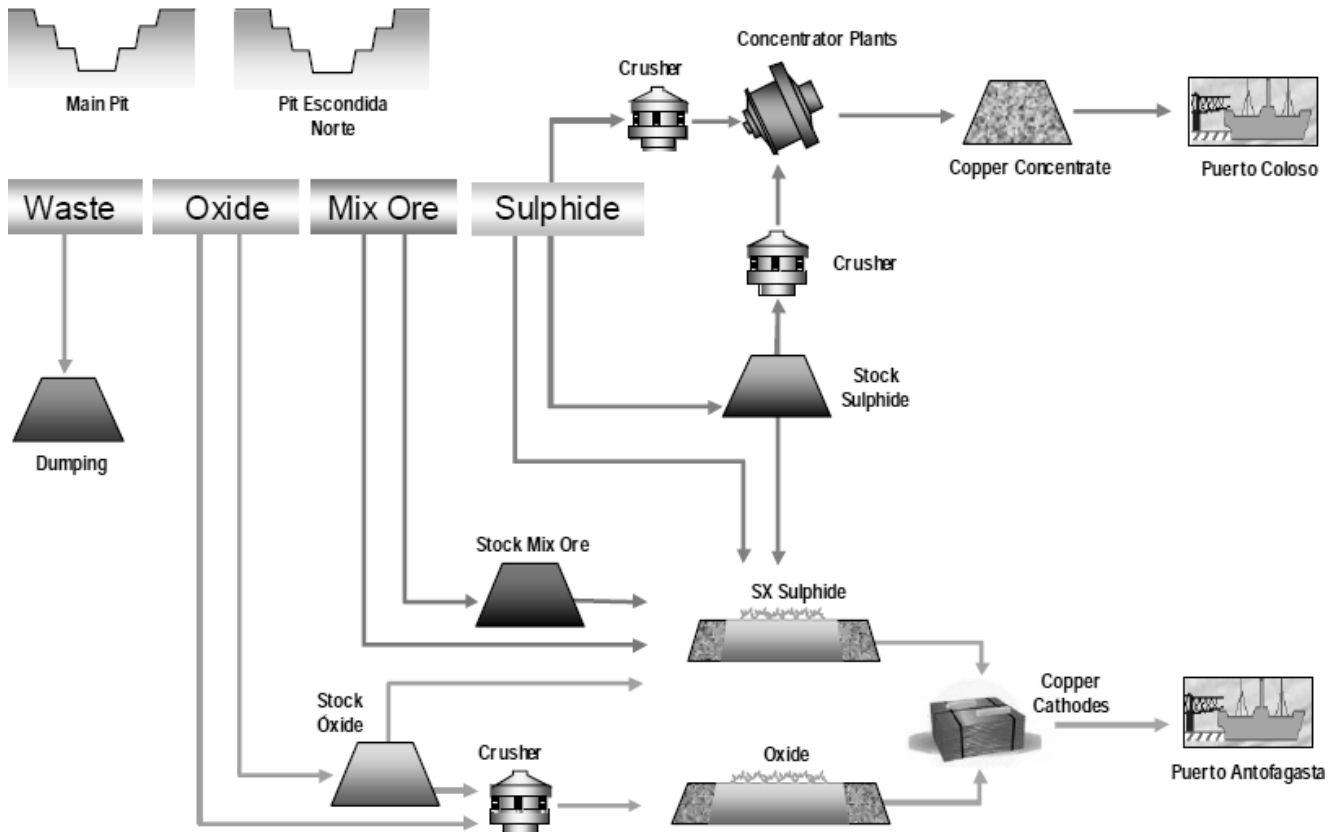 Main Pit
Pit Escondida
Norte
Crusher
Concentrator Plants
Copper Concentrate
Puerto Coloso
Waste
Oxide
Mix Ore
Sulphide
Crusher
Stock
Sulphide
Dumping
Stock Mix Ore
SX Sulphide
Stock
Óxide
Crusher
Oxide
Copper
Cathodes
Puerto Antofagasta